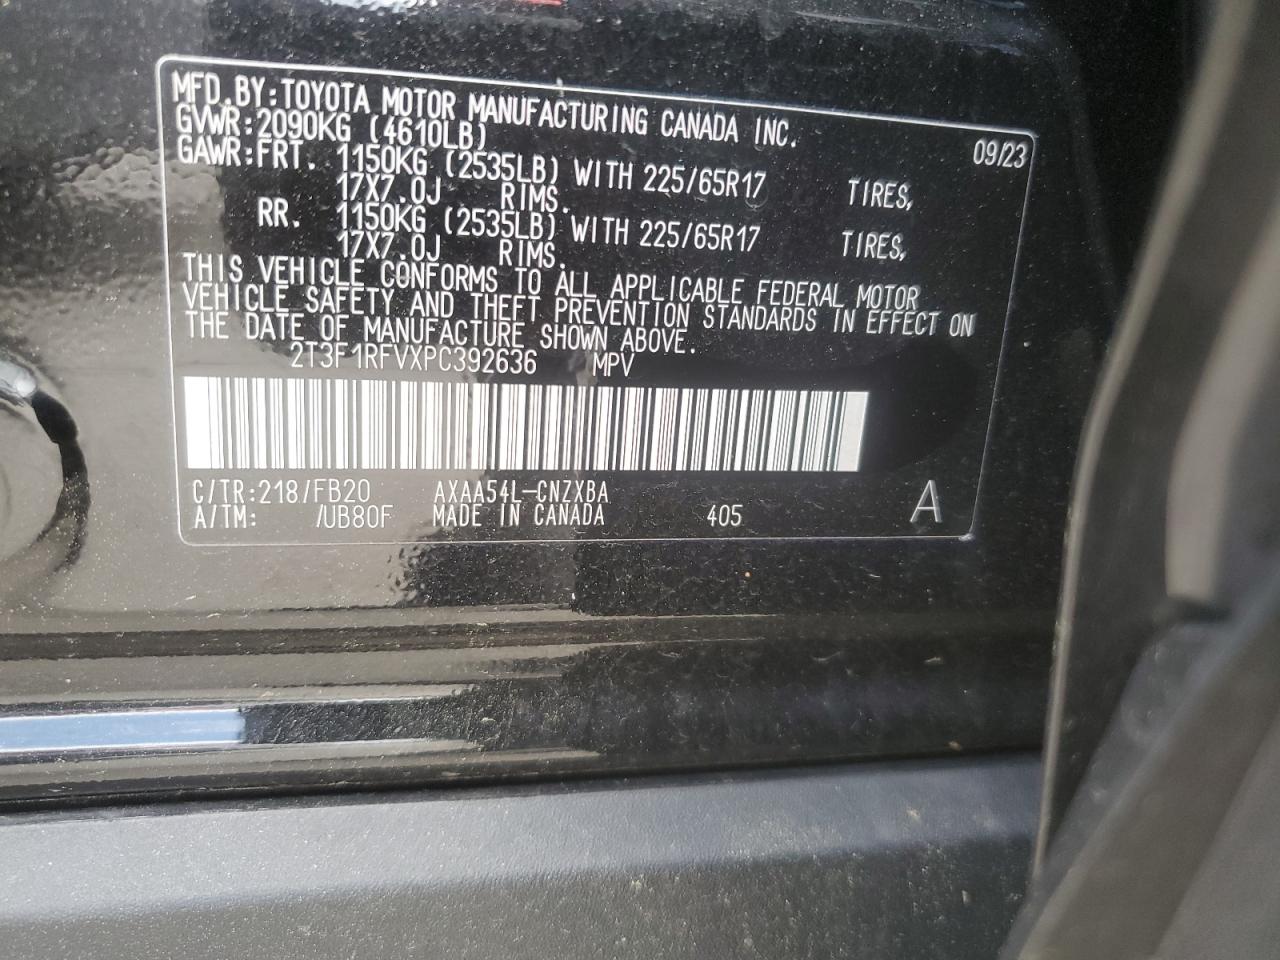 MFD.BY:TOYOTA MOTOR MANUFACTURING CANADA INC.
GVWR:2090KG (4610LB) 09/23
GAWR:FRT. 1150KG (2535LB) WITH 225/65R17 TIRES,
17X7.0J RIMS.
RR. 1150KG (2535LB) WITH 225/65R17 TIRES,
17X7.0J RIMS.
THIS VEHICLE CONFORMS TO ALL APPLICABLE FEDERAL MOTOR
VEHICLE SAFETY AND THEFT PREVENTION STANDARDS IN EFFECT ON
THE DATE OF MANUFACTURE SHOWN ABOVE.
2T3F1RFVXPC392636 MPV
C/TR:218/FB20 AXAA54L-CNZXBA
A/TM: /UB80F MADE IN CANADA 405 A